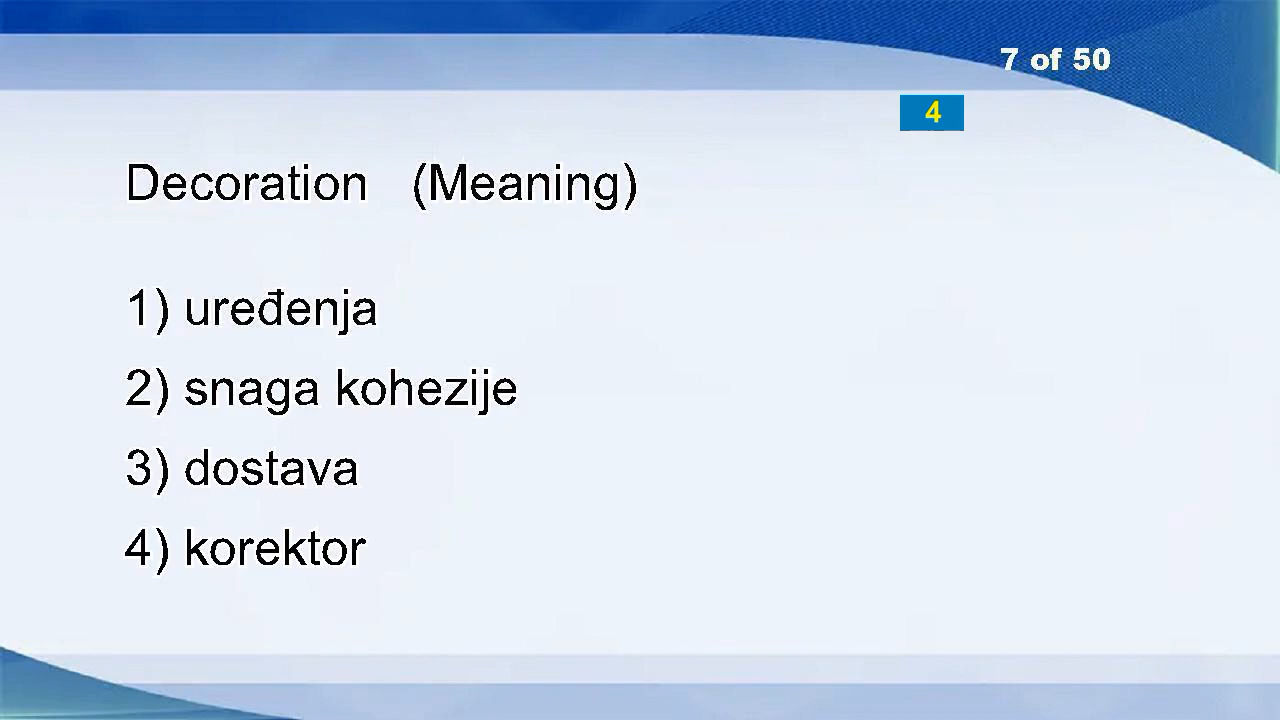 7 of 50
4
Decoration (Meaning)
1) uređenja
2) snaga kohezije
3) dostava
4) korektor